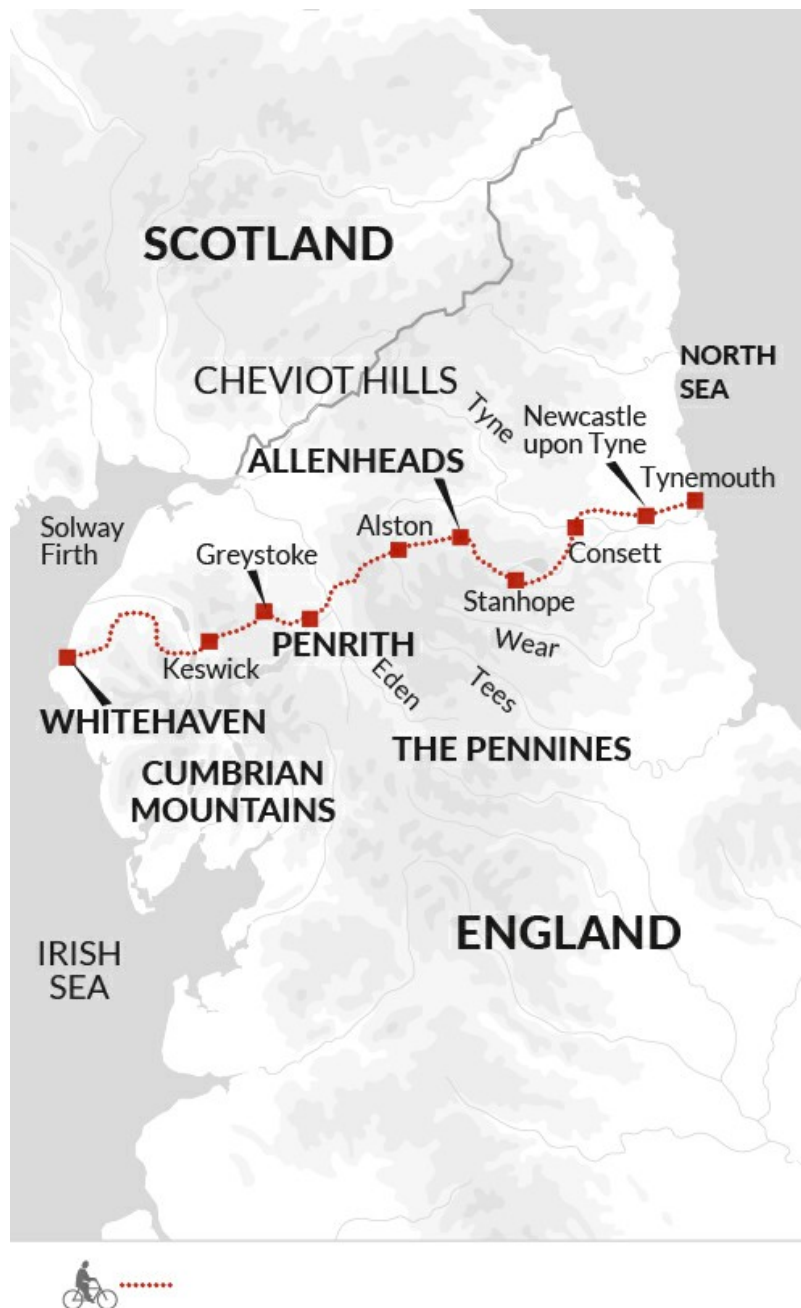 SCOTLAND
CHEVIOT HILLS
NORTH
SEA
Tyne
Newcastle
upon Tyne
ALLENHEADS
Tynemouth
Solway
Firth
Alston
Greystoke
Consett
Stanhope
PENRITH
Wear
Keswick
Eden
Tees
WHITEHAVEN
THE PENNINES
CUMBRIAN
MOUNTAINS
ENGLAND
IRISH
SEA